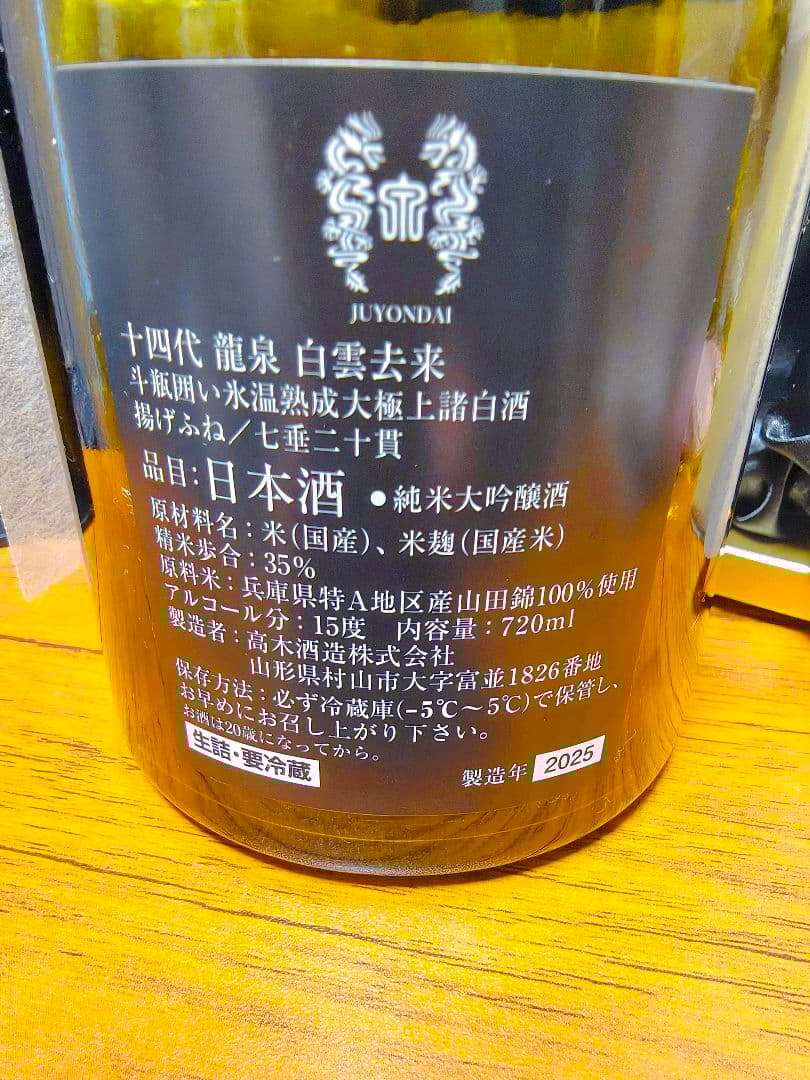 JUYONDAI
十四代 龍泉 白雲去来
斗瓶囲い氷温熟成大極上諸白酒
揚げふね/七垂二十貫
品目:日本酒 ●純米大吟醸酒
原材料名:米(国産)、米麹(国産米)
精米歩合:35%
原料米:兵庫県特A地区産山田錦100%使用
アルコール分:15度 内容量:720ml
製造者:高木酒造株式会社
山形県村山市大字富並1826番地
保存方法:必ず冷蔵庫(-5℃~5℃)で保管し、
お早めにお召し上がり下さい。
お酒は20歳になってから。
生詰・要冷蔵
製造年 2025